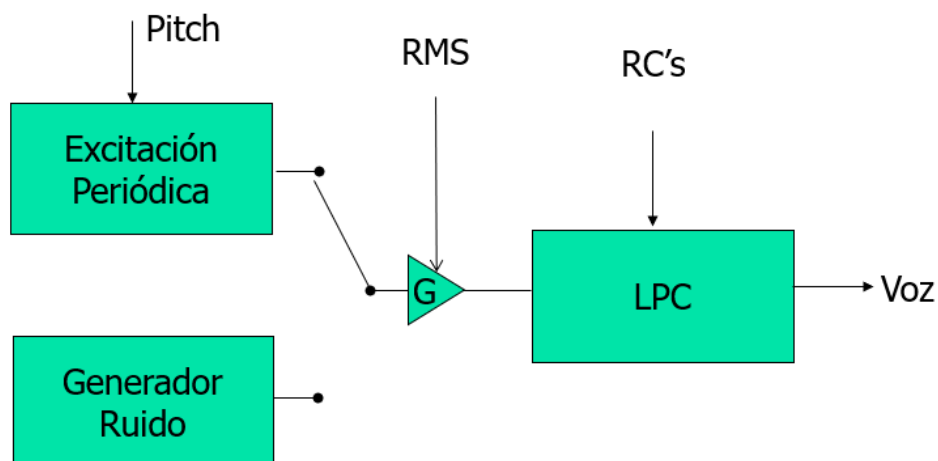 Pitch
RMS
RC’s
Excitación
Periódica
G
LPC
Voz
Generador
Ruido